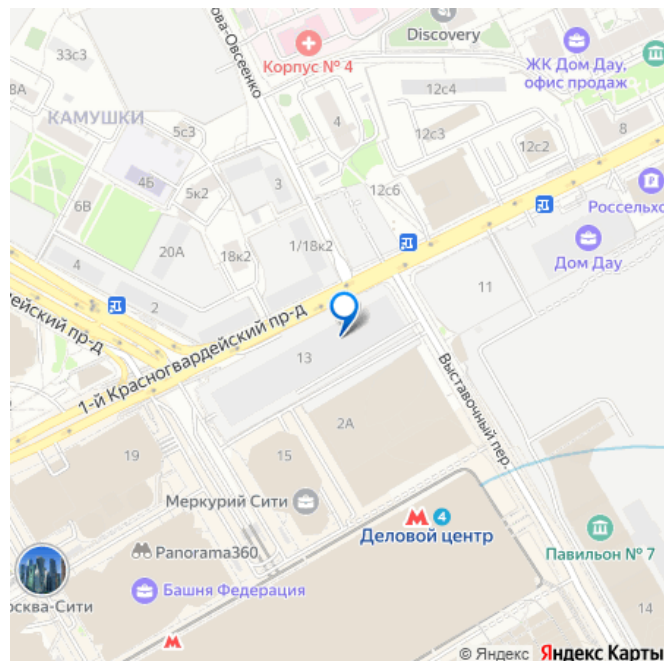 33с3
Discovery
Корпус № 4
ова-Овсеенко
ЖК Дом Дау,
офис продаж
8А
12с4
КАМУШКИ
4
12с3
5с3
8
12с2
4Б
5к2
3
12с6
Россельхо
6В
1/18к2
20А
18к2
Дом Дау
4
11
2
ейский пр-д
1-й Красногвардейский пр-д
13
Выставочный пер.
2А
19
15
Меркурий Сити
4
Деловой центр
Panorama360
Павильон № 7
Башня Федерация
осква-Сити
14
© Яндекс Яндекс Карты